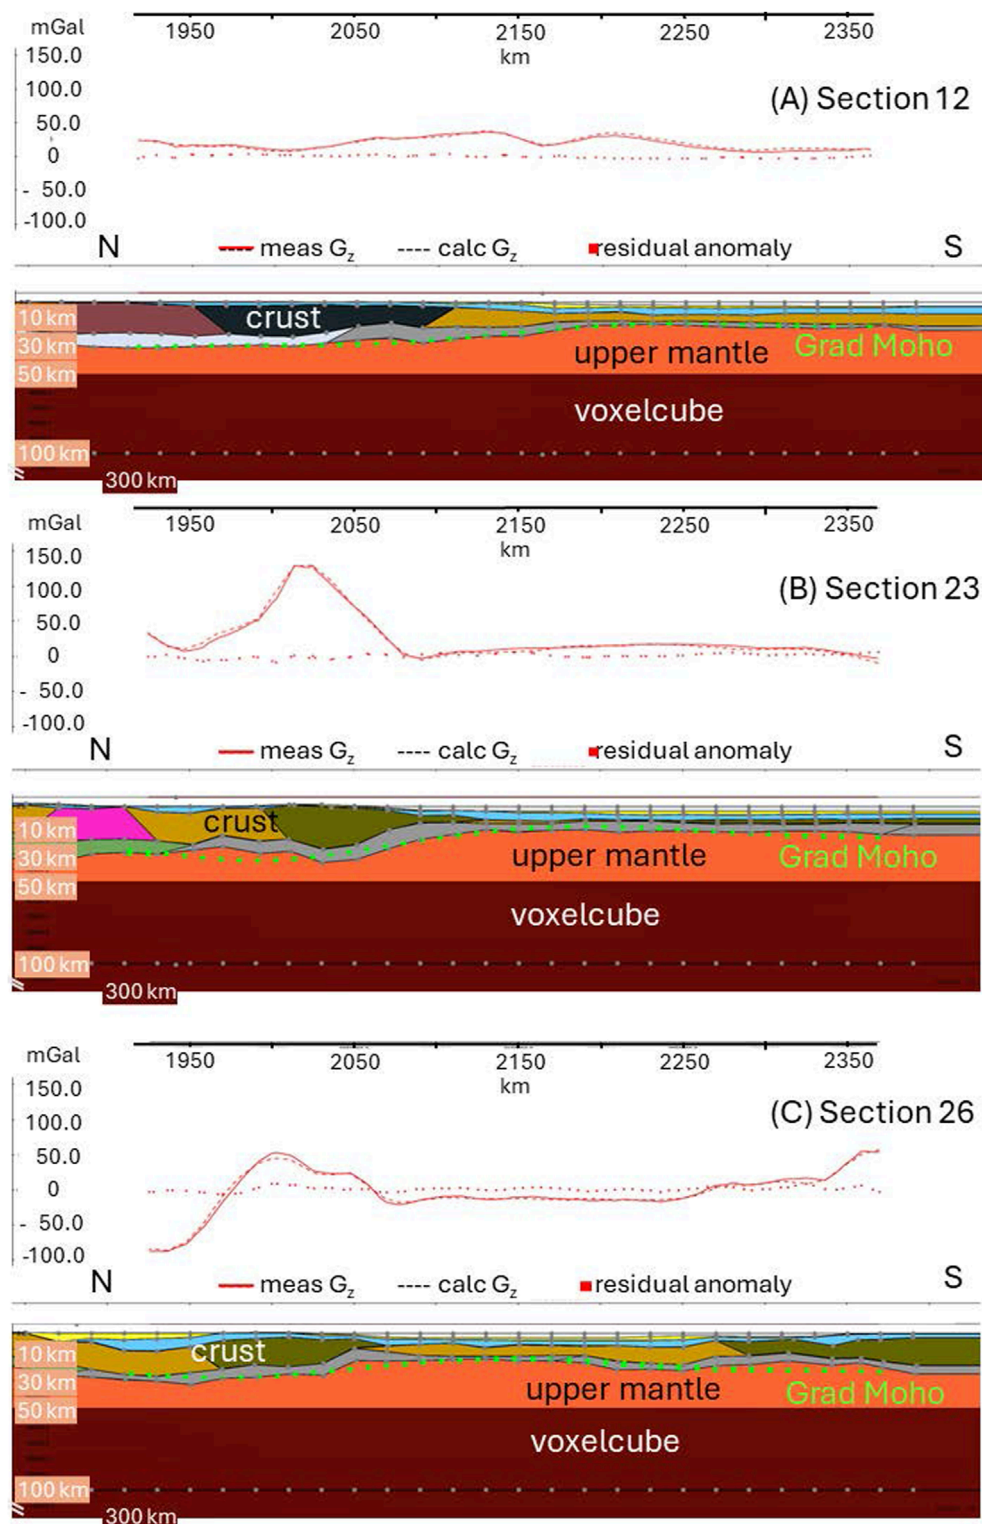 mGal 1950 2050 2150 2250 2350
km
150.0
100.0
(A) Section 12
50.0
0
- 50.0
-100.0
N meas Gz calc Gz residual anomaly S
10 km crust
30 km upper mantle Grad Moho
50 km
voxelcube
100 km
300 km
mGal 1950 2050 2150 2250 2350
km
150.0
100.0 (B) Section 23
50.0
0
- 50.0
-100.0
N meas Gz calc Gz residual anomaly S
10 km crust
30 km upper mantle Grad Moho
50 km
voxelcube
100 km
300 km
mGal 1950 2050 2150 2250 2350
km
150.0
100.0 (C) Section 26
50.0
0
- 50.0
-100.0
N meas Gz calc Gz residual anomaly S
10 km crust
30 km upper mantle Grad Moho
50 km
voxelcube
100 km
300 km